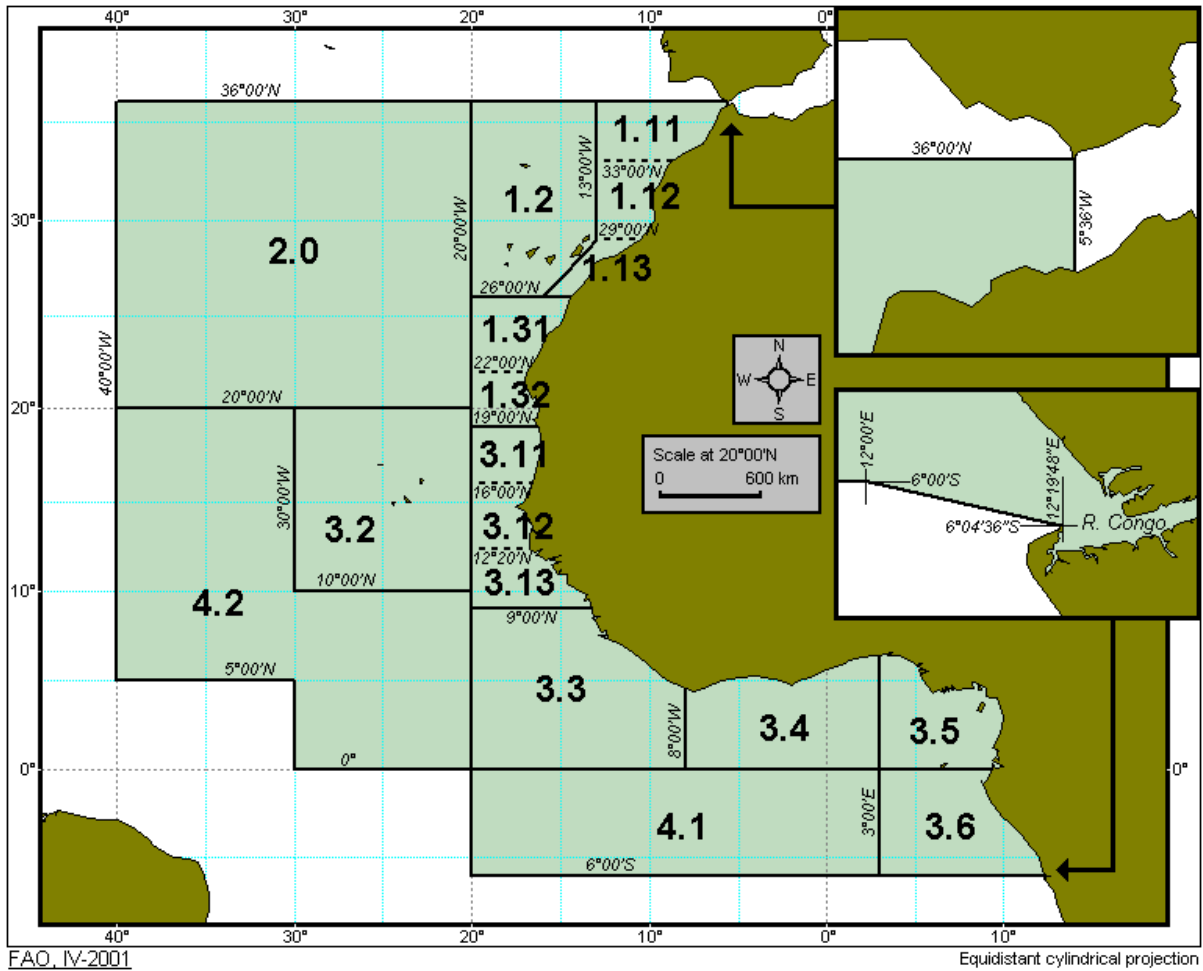 40° 30° 20° 10° 0°
36°00'N
36°00'N
5°36'W
1.11
13°00'W
33°00'N
1.2
1.12
30°
20°00'W
29°00'N
2.0
1.13
26°00'N
1.31
22°00'N
40°00'W
1.32
20°00'N
20°
19°00'N
N
W E
S
Scale at 20°00'N
0 600 km
3.11
16°00'N
30°00'W
3.2
3.12
12°20'N
3.13
10°00'N
10°
4.2
9°00'N
12°00'E
12°19'48"E
6°00'S
6°04'36"S
R. Congo
5°00'N
3.3
8°00'W
3.4
3.5
0°
0°
0°
4.1
3°00'E
3.6
6°00'S
40° 30° 20° 10° 0° 10°
FAO, IV-2001
Equidistant cylindrical projection